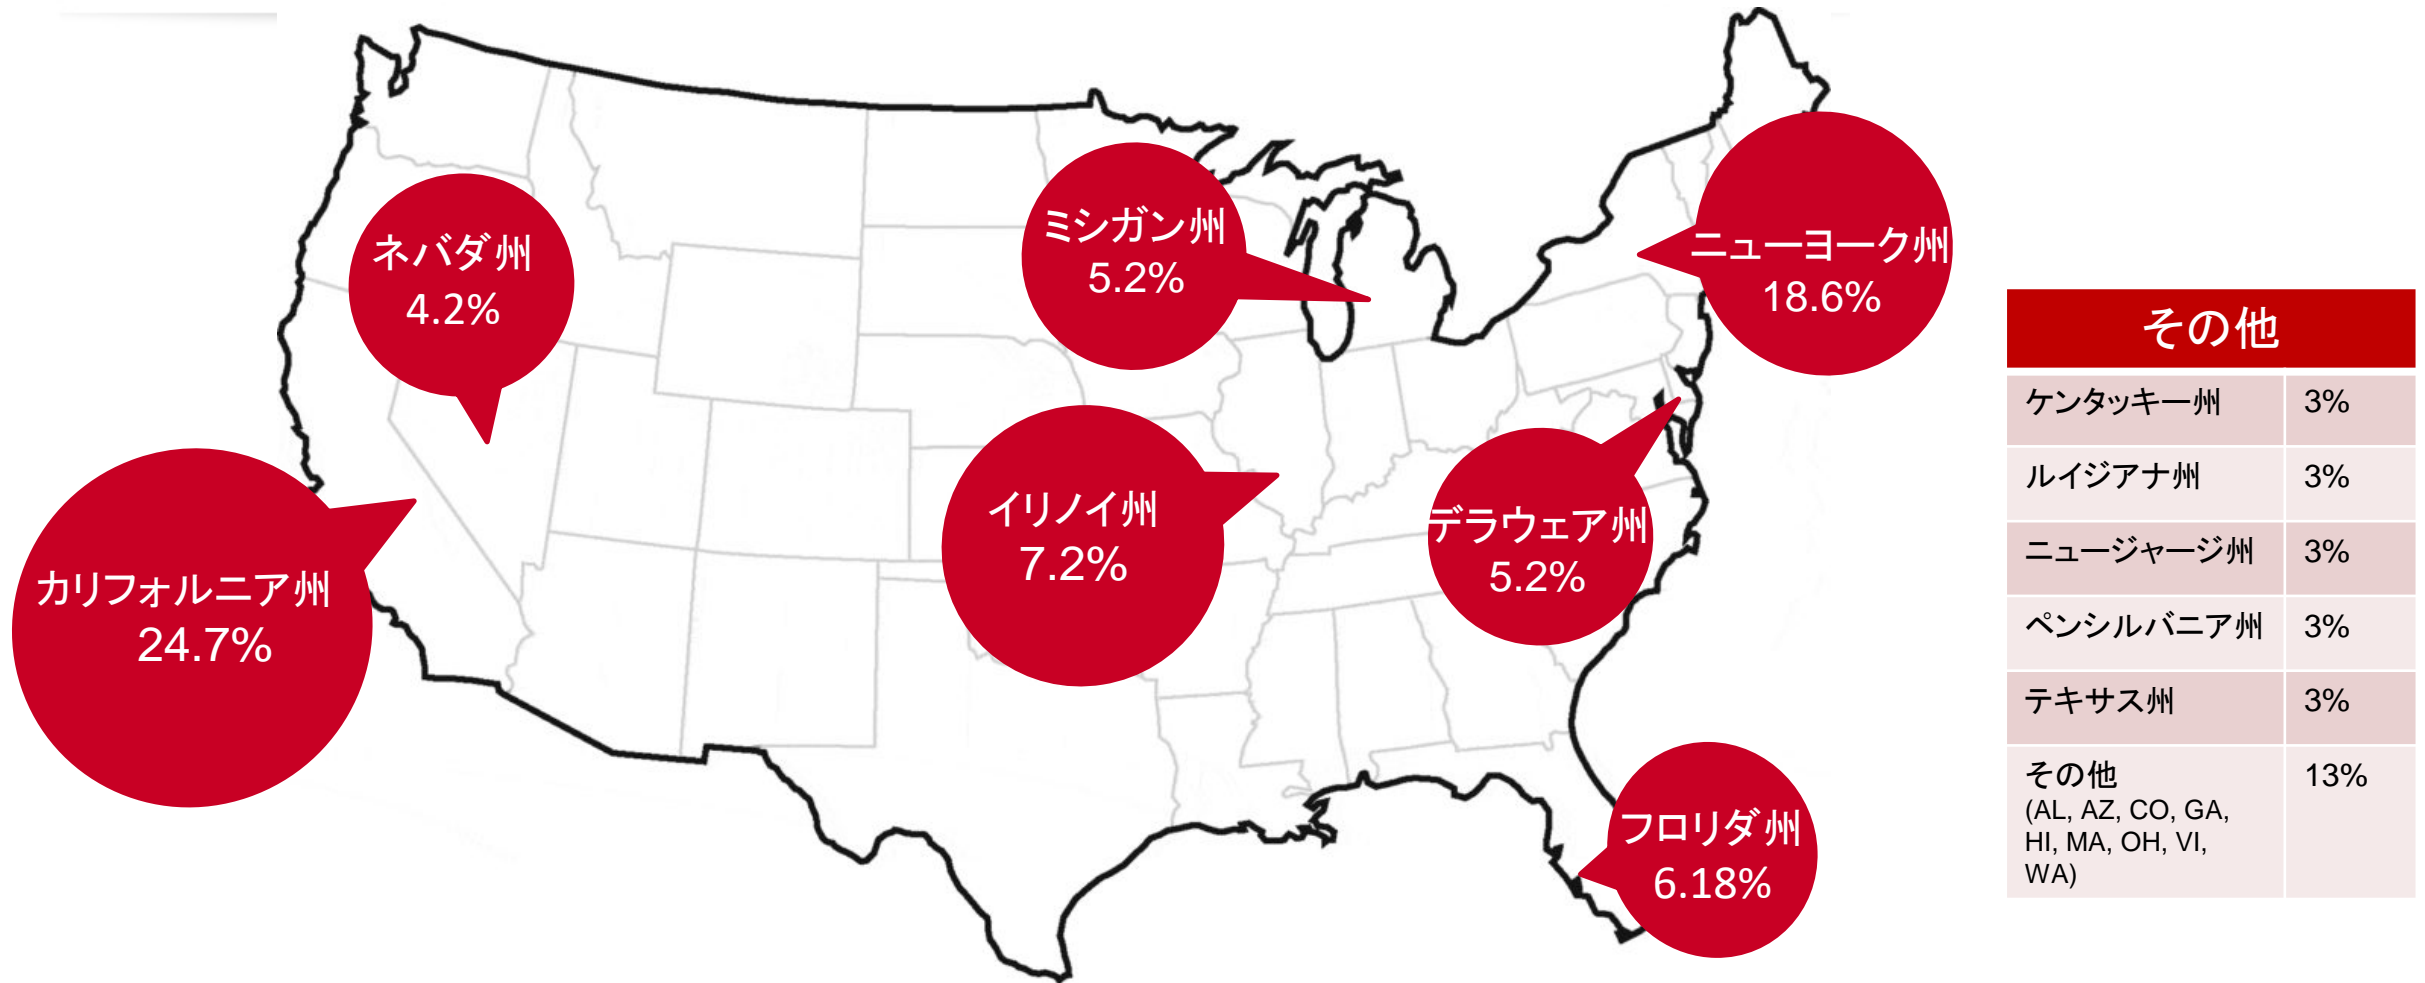 ネバダ州
4.2%
ミシガン州
5.2%
ニューヨーク州
18.6%
カリフォルニア州
24.7%
イリノイ州
7.2%
デラウェア州
5.2%
フロリダ州
6.18%
その他
ケンタッキー州 3%
ルイジアナ州 3%
ニュージャージ州 3%
ペンシルバニア州 3%
テキサス州 3%
その他 13%
(AL, AZ, CO, GA,
HI, MA, OH, VI,
WA)